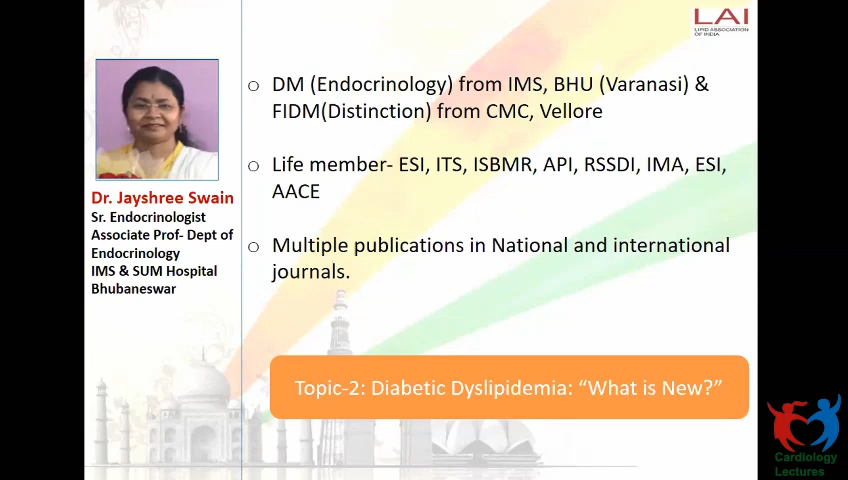 LAI
LIPID ASSOCIATION
OF INDIA
DM (Endocrinology) from IMS, BHU (Varanasi) &
FIDM(Distinction) from CMC, Vellore
Life member- ESI, ITS, ISBMR, API, RSSDI, IMA, ESI,
AACE
Multiple publications in National and international
journals.
Dr. Jayshree Swain
Sr. Endocrinologist
Associate Prof- Dept of
Endocrinology
IMS & SUM Hospital
Bhubaneswar
Topic-2: Diabetic Dyslipidemia: “What is New?”
Cardiology
Lectures